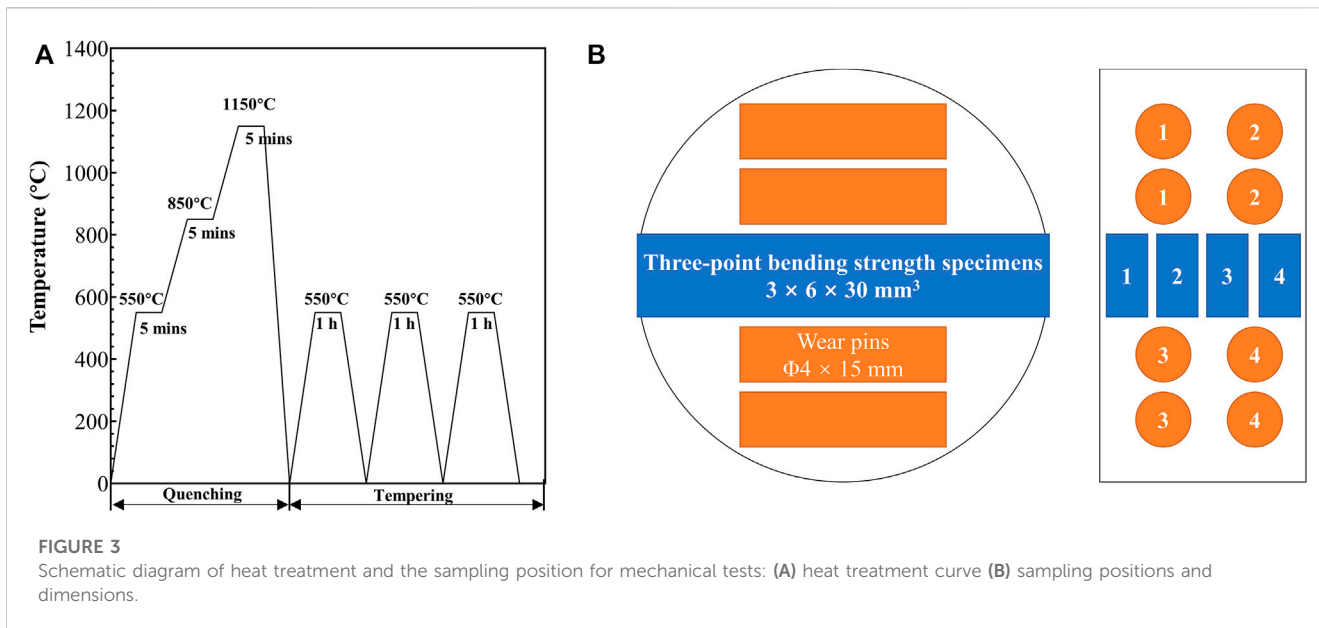 A
Temperature (°C)
1400
1200
1000
800
600
400
200
0
550°C
5 mins
850°C
5 mins
1150°C
5 mins
550°C
1 h
550°C
1 h
550°C
1 h
Quenching
Tempering
B
Three-point bending strength specimens
3 × 6 × 30 mm³
Wear pins
Φ4 × 15 mm
1 2
1 2
1 2 3 4
3 4
3 4
FIGURE 3
Schematic diagram of heat treatment and the sampling position for mechanical tests: (A) heat treatment curve (B) sampling positions and
dimensions.